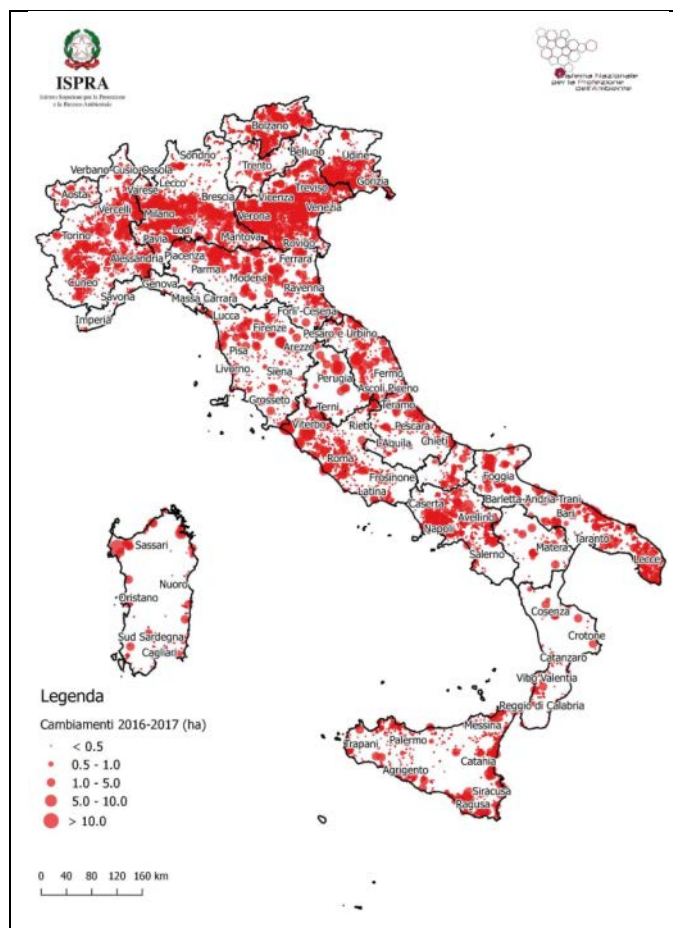 ISPRA
Istituto Superiore per la Protezione
e la Ricerca Ambientale
Sistema Nazionale
per la Protezione
dell'Ambiente
Bolzano
Sondrio
Belluno
Udine
Trento
Verbano-Cusio-Ossola
Lecco
Gorizia
Aosta
Varese
Treviso
Brescia
Vicenza
Vercelli
Milano
Verona
Venezia
Torino
Lodi
Pavia
Mantova
Rovigo
Piacenza
Alessandria
Ferrara
Parma
Modena
Cuneo
Genova
Ravenna
Savona
Massa Carrara
Forlì-Cesena
Imperia
Lucca
Firenze
Pesaro e Urbino
Pisa
Arezzo
Livorno
Siena
Fermo
Perugia
Ascoli Piceno
Grosseto
Terni
Teramo
Viterbo
Rieti
Pescara
L'Aquila
Chieti
Roma
Frosinone
Foggia
Latina
Caserta
Barletta-Andria-Trani
Avellino
Bari
Napoli
Taranto
Sassari
Salerno
Matera
Lecce
Nuoro
Oristano
Cosenza
Crotone
Sud Sardegna
Cagliari
Catanzaro
Vibo Valentia
Legenda
Reggio di Calabria
Cambiamenti 2016-2017 (ha)
Messina
Trapani
Palermo
< 0.5
Catania
0.5 - 1.0
Agrigento
1.0 - 5.0
Siracusa
5.0 - 10.0
Ragusa
> 10.0
0 40 80 120 160 km